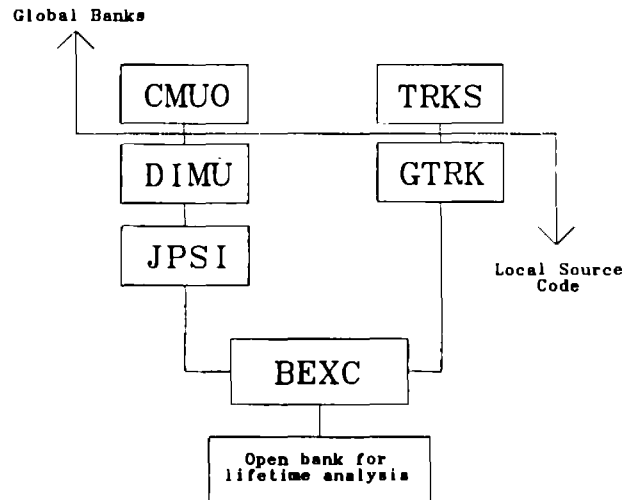 Global Banks
CMUO
TRKS
DIMU
GTRK
JPSI
Local Source
Code
BEXC
Open bank for
lifetime analysis